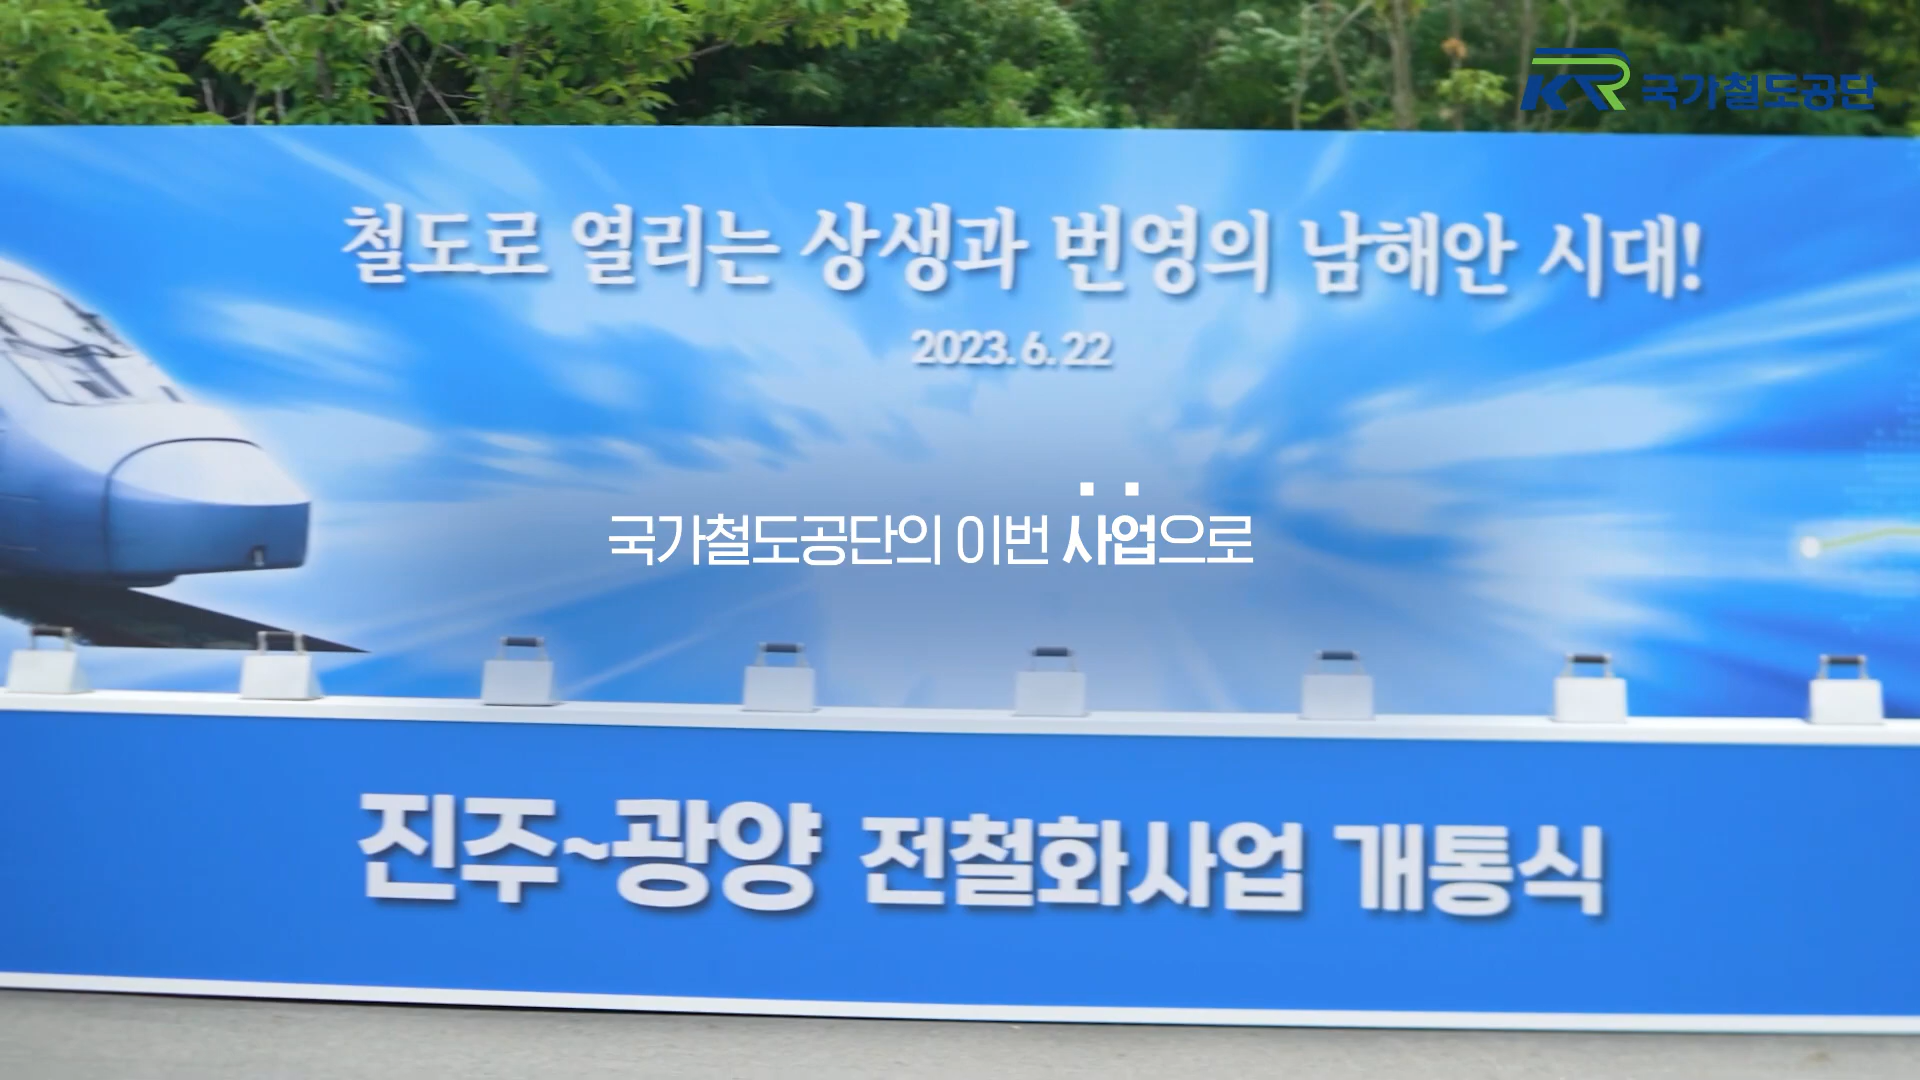 KR 국가철도공단
철도로 열리는 상생과 번영의 남해안 시대!
2023. 6. 22
국가철도공단의 이번 사업으로
진주~광양 전철화사업 개통식